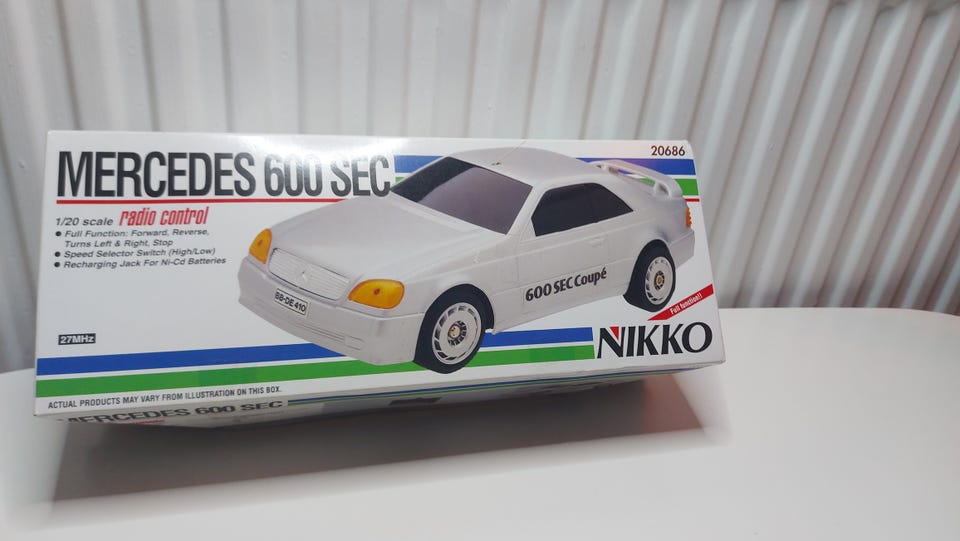 MERCEDES 600 SEC
20686
1/20 scale radio control
● Full Function: Forward, Reverse,
Turns Left & Right, Stop
● Speed Selector Switch (High/Low)
● Recharging Jack For Ni-Cd Batteries
BB·DE 410
600 SEC Coupé
Full function!!
27MHz
NIKKO
ACTUAL PRODUCTS MAY VARY FROM ILLUSTRATION ON THIS BOX.
MERCEDES 600 SEC